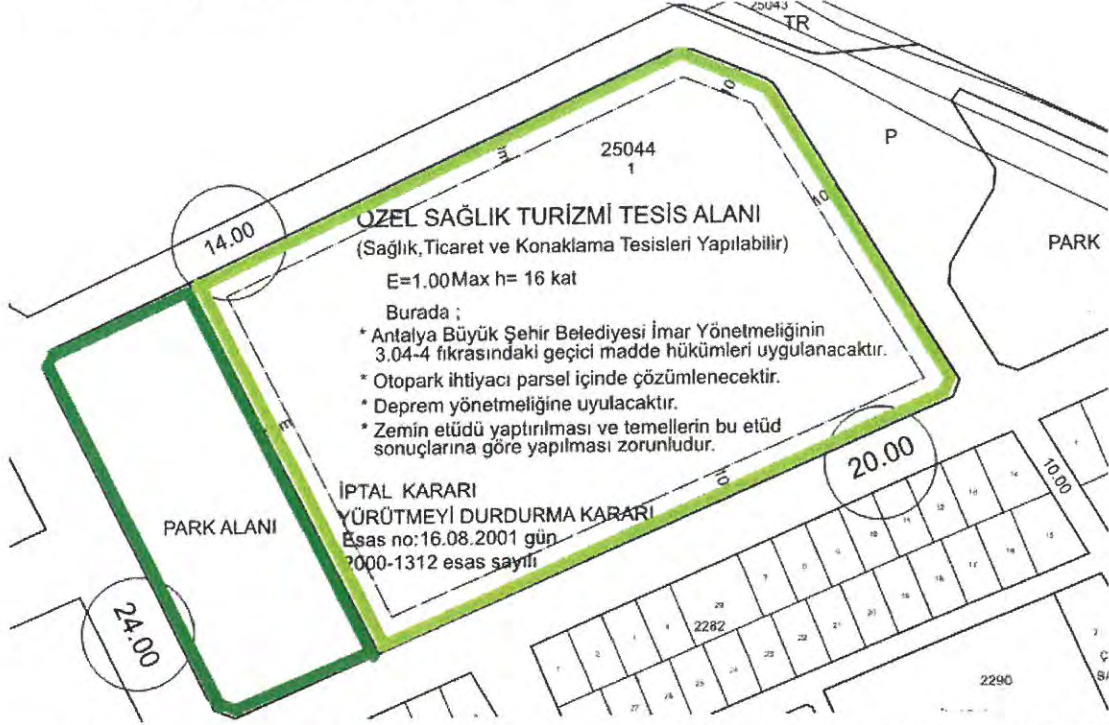 25043
TR
P
PARK
25044
1
14.00
ÖZEL SAĞLIK TURİZMİ TESİS ALANI
(Sağlık,Ticaret ve Konaklama Tesisleri Yapılabilir)
E=1.00Max h= 16 kat
Burada ;
* Antalya Büyük Şehir Belediyesi İmar Yönetmeliğinin
3.04-4 fıkrasındaki geçici madde hükümleri uygulanacaktır.
* Otopark ihtiyacı parsel içinde çözümlenecektir.
* Deprem yönetmeliğine uyulacaktır.
* Zemin etüdü yaptırılması ve temellerin bu etüd
sonuçlarına göre yapılması zorunludur.
İPTAL KARARI
YÜRÜTMEYİ DURDURMA KARARI
Esas no:16.08.2001 gün
2000-1312 esas sayılı
PARK ALANI
24.00
20.00
10.00
10
10
10
2282
2290